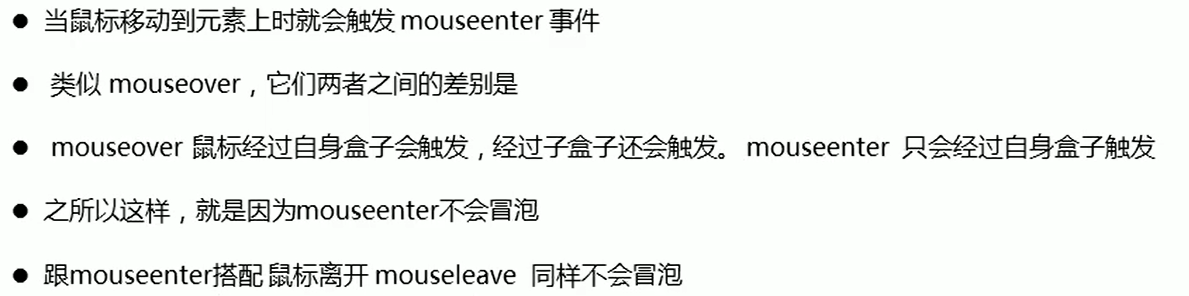 ● 当鼠标移动到元素上时就会触发 mouseenter 事件
● 类似 mouseover，它们两者之间的差别是
● mouseover 鼠标经过自身盒子会触发，经过子盒子还会触发。 mouseenter 只会经过自身盒子触发
● 之所以这样，就是因为mouseenter不会冒泡
● 跟mouseenter搭配 鼠标离开 mouseleave 同样不会冒泡